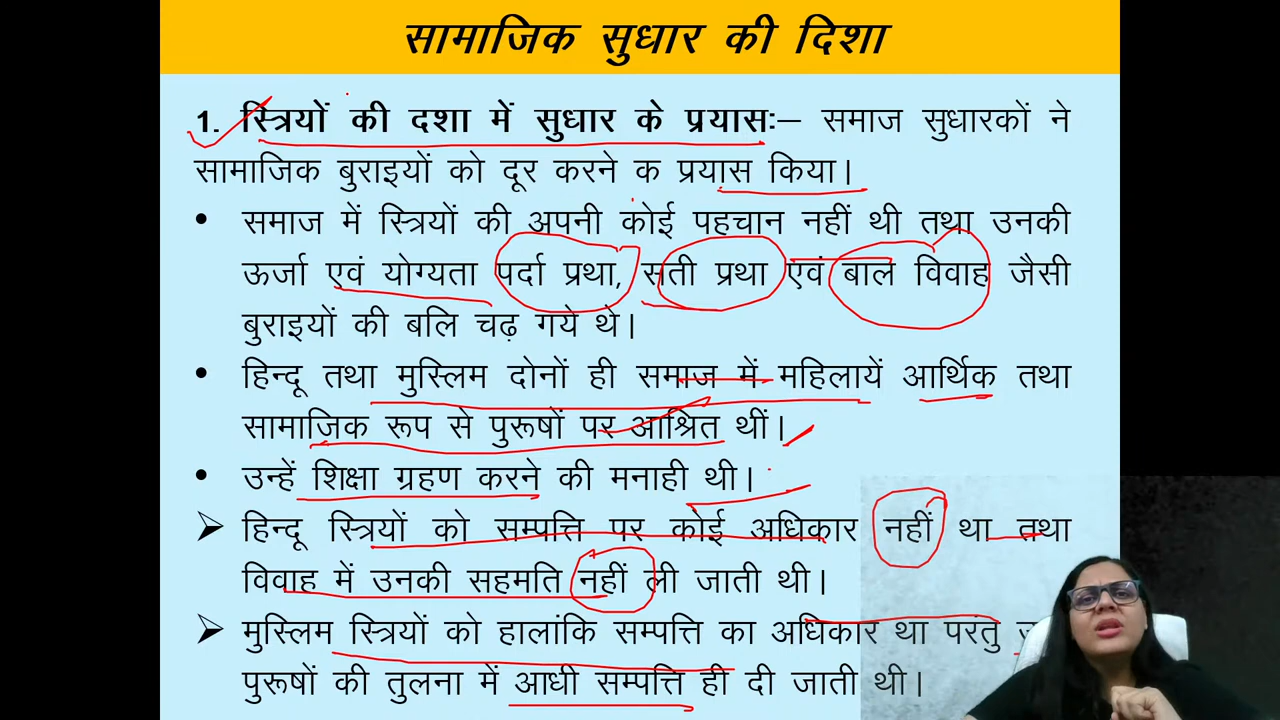 सामाजिक सुधार की दिशा
1. स्त्रियों की दशा में सुधार के प्रयासः– समाज सुधारकों ने
सामाजिक बुराइयों को दूर करने क प्रयास किया।
• समाज में स्त्रियों की अपनी कोई पहचान नहीं थी तथा उनकी
ऊर्जा एवं योग्यता पर्दा प्रथा, सती प्रथा एवं बाल विवाह जैसी
बुराइयों की बलि चढ़ गये थे।
• हिन्दू तथा मुस्लिम दोनों ही समाज में महिलायें आर्थिक तथा
सामाजिक रूप से पुरूषों पर आश्रित थीं।
• उन्हें शिक्षा ग्रहण करने की मनाही थी।
➢ हिन्दू स्त्रियों को सम्पत्ति पर कोई अधिकार नहीं था तथा
विवाह में उनकी सहमति नहीं ली जाती थी।
➢ मुस्लिम स्त्रियों को हालांकि सम्पत्ति का अधिकार था परंतु
पुरूषों की तुलना में आधी सम्पत्ति ही दी जाती थी।